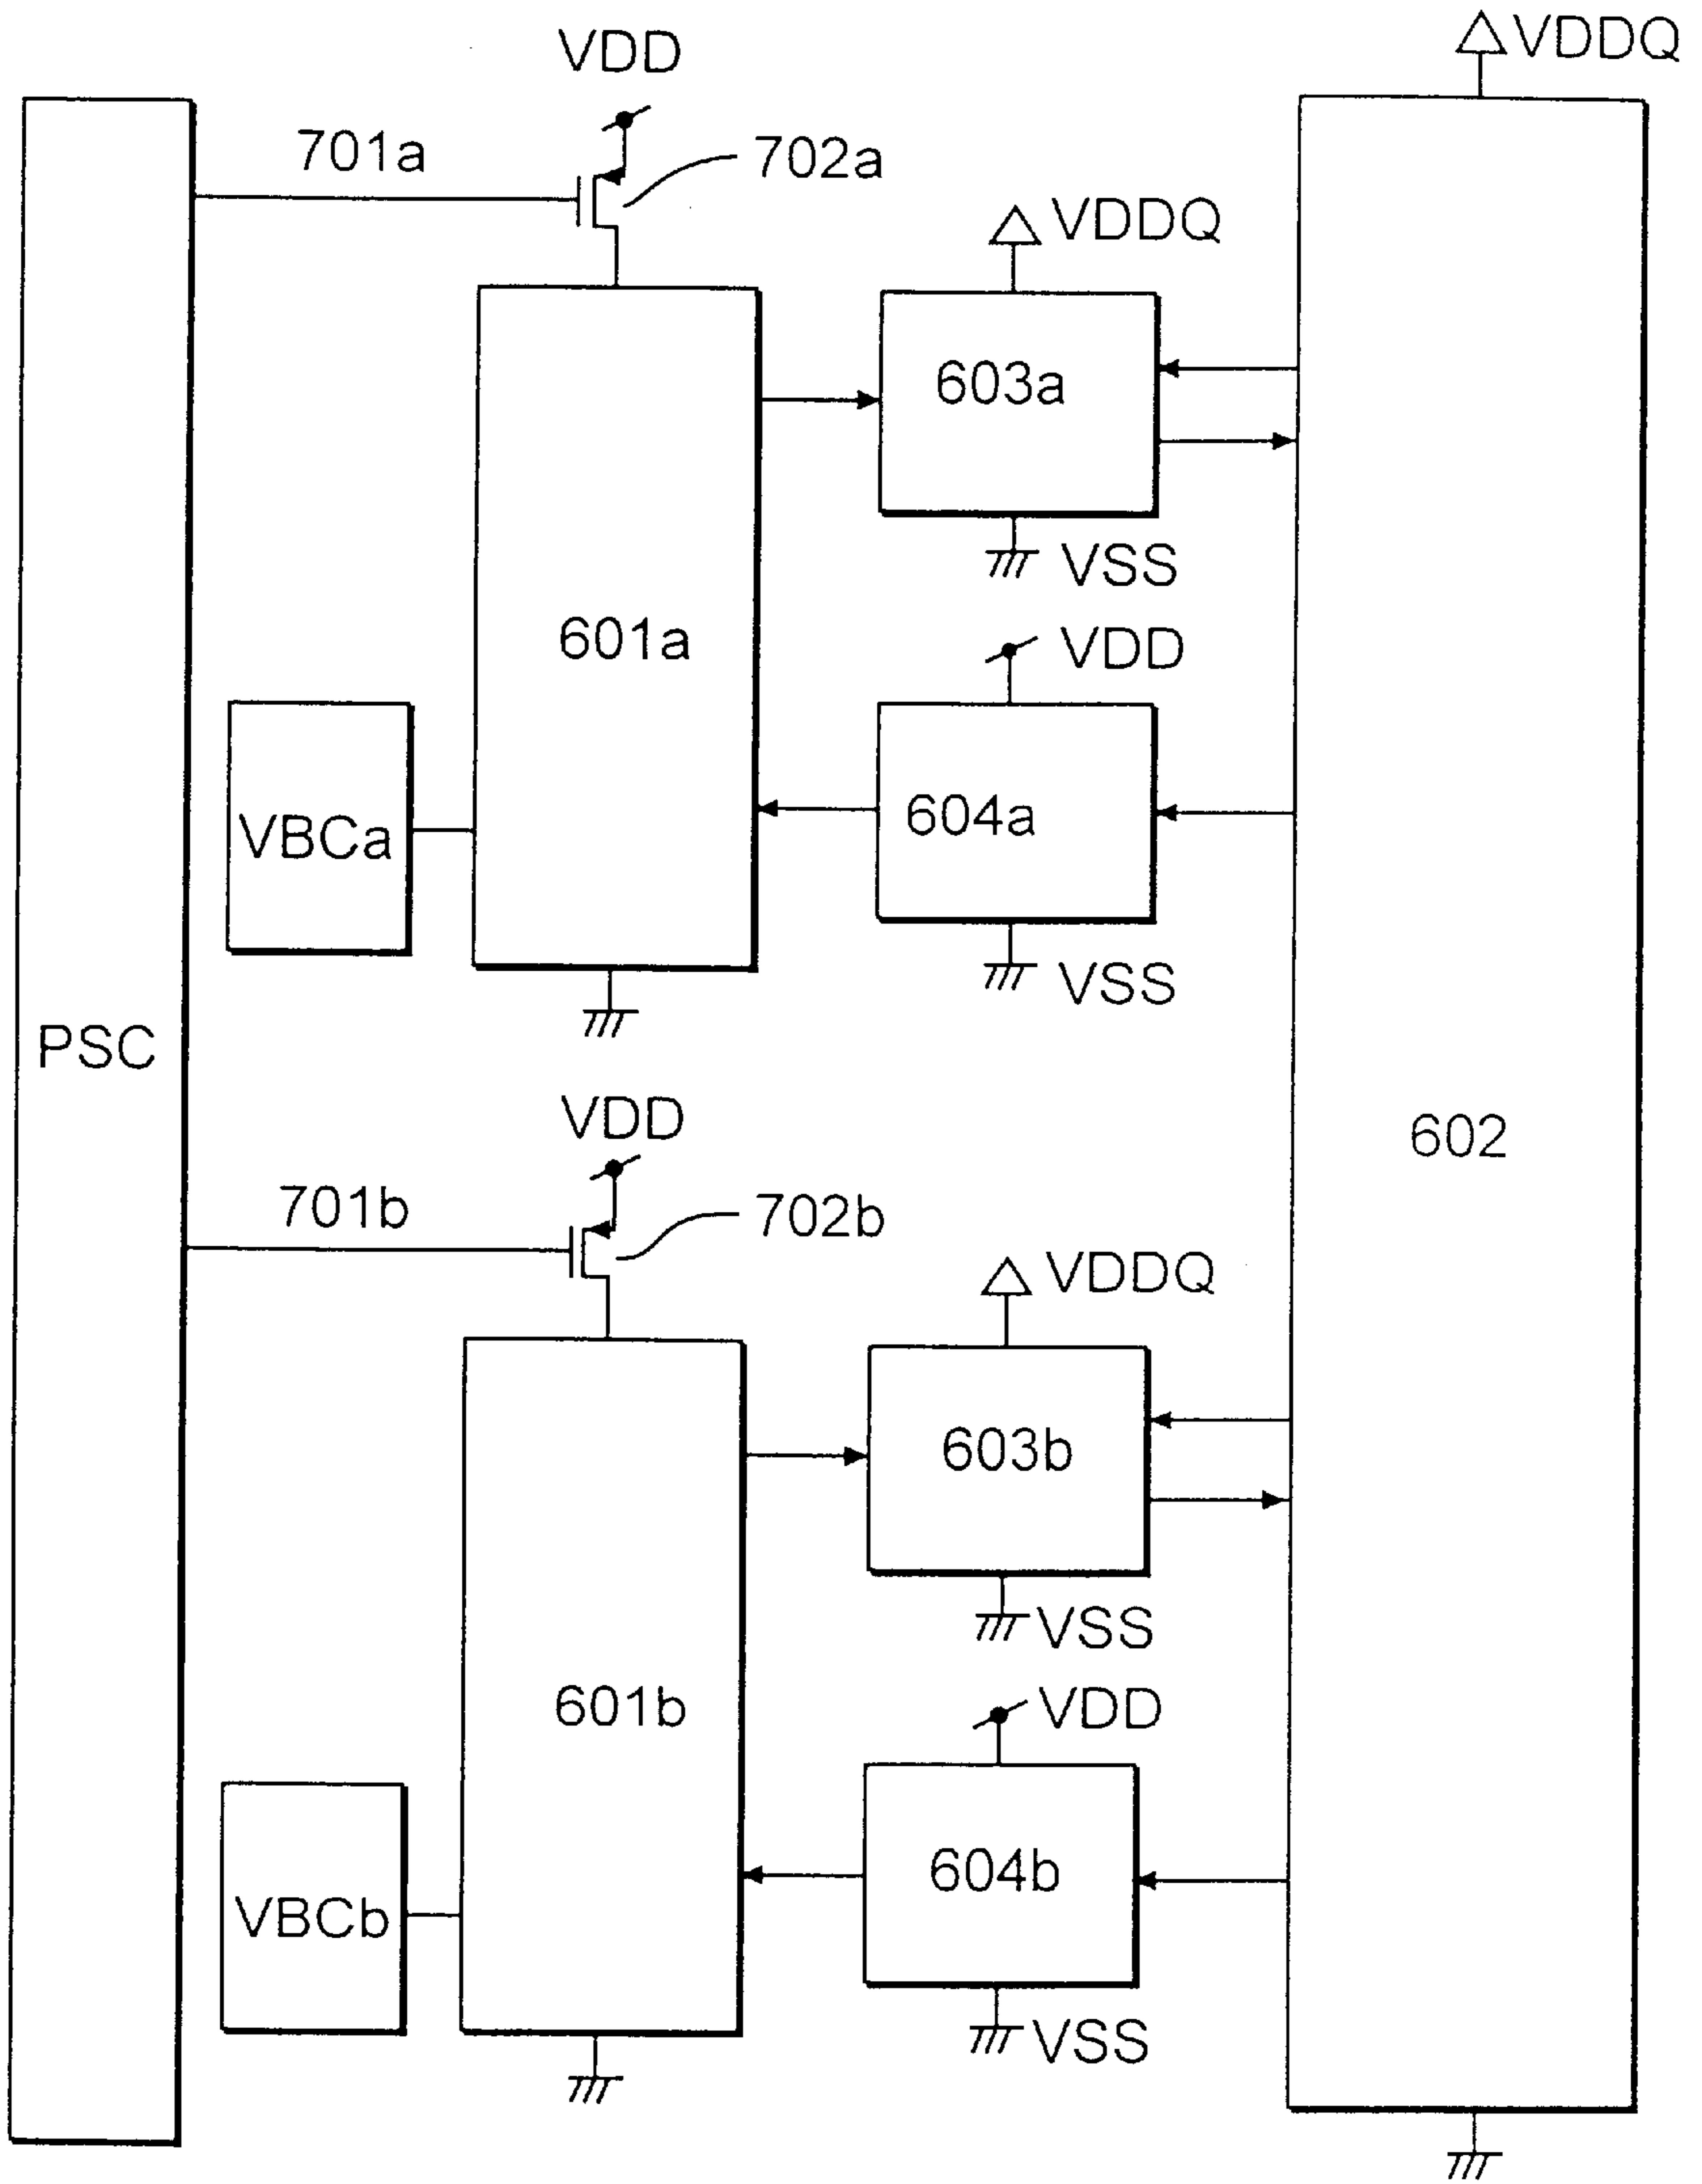 VDDQ
VDD
701a
702a
VDDQ
603a
VSS
601a
VDD
VBCa
604a
VSS
PSC
VDD
602
701b
702b
VDDQ
603b
VSS
601b
VDD
604b
VBCb
VSS